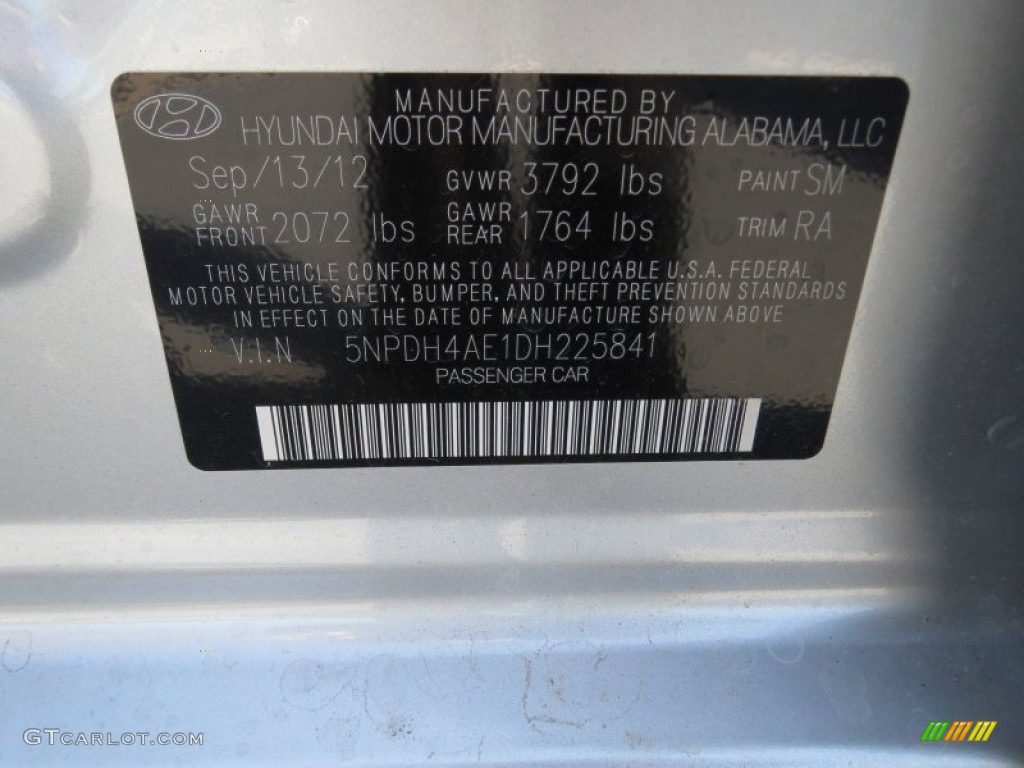 MANUFACTURED BY
HYUNDAI MOTOR MANUFACTURING ALABAMA, LLC
Sep/13/12 GVWR 3792 lbs PAINT SM
GAWR FRONT 2072 lbs GAWR REAR 1764 lbs TRIM RA
THIS VEHICLE CONFORMS TO ALL APPLICABLE U.S.A. FEDERAL
MOTOR VEHICLE SAFETY, BUMPER, AND THEFT PREVENTION STANDARDS
IN EFFECT ON THE DATE OF MANUFACTURE SHOWN ABOVE
V.I.N 5NPDH4AE1DH225841
PASSENGER CAR
GTCARLOT.COM